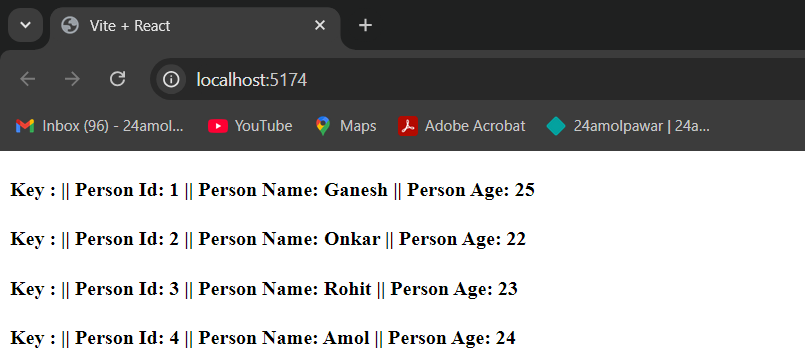 Vite + React
localhost:5174
Inbox (96) - 24amol... YouTube Maps Adobe Acrobat 24amolpawar | 24a...
Key : || Person Id: 1 || Person Name: Ganesh || Person Age: 25
Key : || Person Id: 2 || Person Name: Onkar || Person Age: 22
Key : || Person Id: 3 || Person Name: Rohit || Person Age: 23
Key : || Person Id: 4 || Person Name: Amol || Person Age: 24